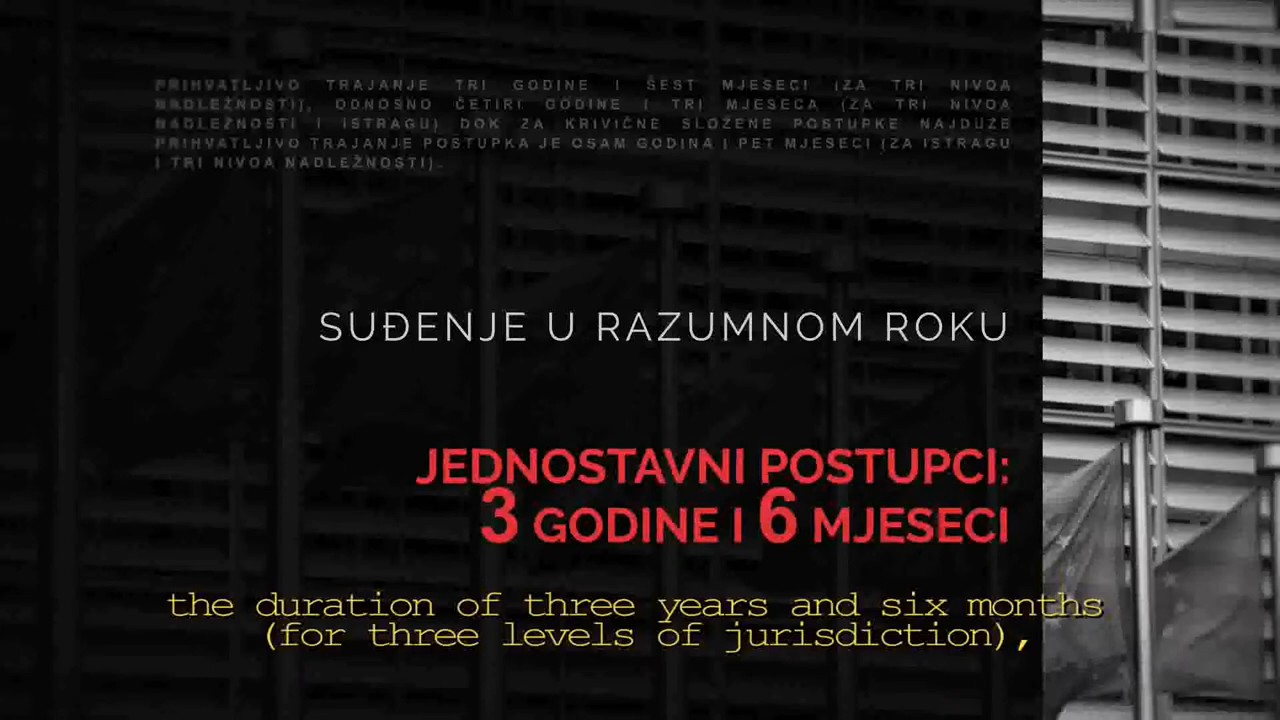 PRIHVATLJIVO TRAJANJE TRI GODINE I ŠEST MJESECI (ZA TRI NIVOA
NADLEŽNOSTI), ODNOSNO ČETIRI GODINE I TRI MJESECA (ZA TRI NIVOA
NADLEŽNOSTI I ISTRAGU) DOK ZA KRIVIČNE SLOŽENE POSTUPKE NAJDUŽE
PRIHVATLJIVO TRAJANJE POSTUPKA JE OSAM GODINA I PET MJESECI (ZA ISTRAGU
I TRI NIVOA NADLEŽNOSTI).
SUĐENJE U RAZUMNOM ROKU
JEDNOSTAVNI POSTUPCI:
3 GODINE I 6 MJESECI
the duration of three years and six months
(for three levels of jurisdiction),